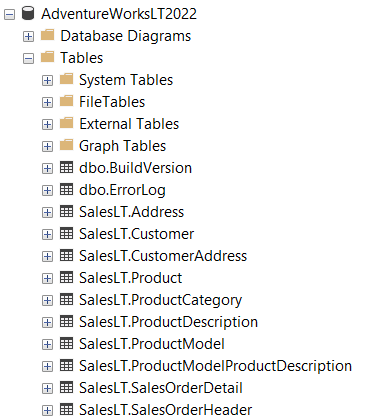 AdventureWorksLT2022
Database Diagrams
Tables
System Tables
FileTables
External Tables
Graph Tables
dbo.BuildVersion
dbo.ErrorLog
SalesLT.Address
SalesLT.Customer
SalesLT.CustomerAddress
SalesLT.Product
SalesLT.ProductCategory
SalesLT.ProductDescription
SalesLT.ProductModel
SalesLT.ProductModelProductDescription
SalesLT.SalesOrderDetail
SalesLT.SalesOrderHeader